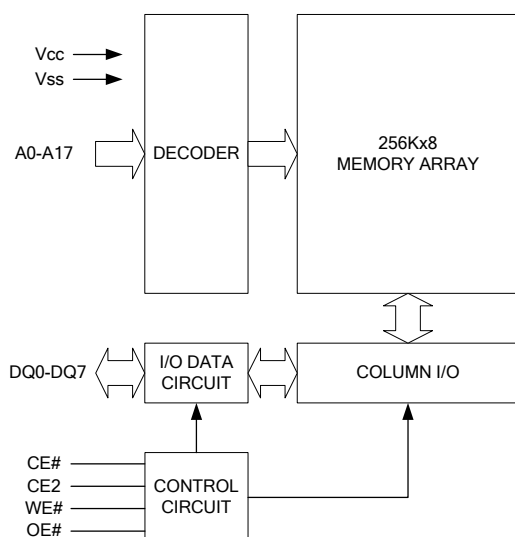 Vcc
Vss
A0-A17
DECODER
256Kx8
MEMORY ARRAY
DQ0-DQ7
I/O DATA
CIRCUIT
COLUMN I/O
CE#
CE2
WE#
OE#
CONTROL
CIRCUIT